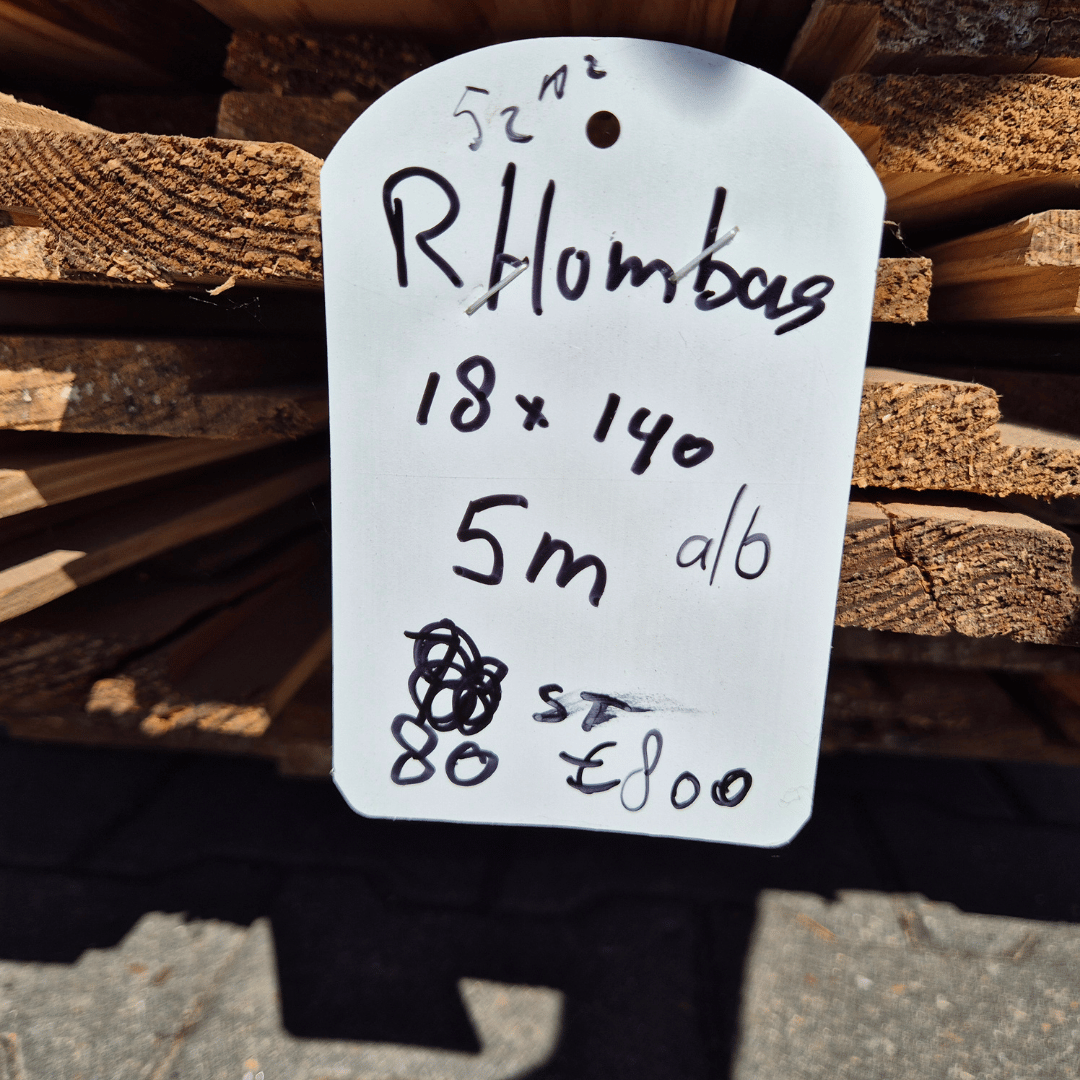 52 m²
RHombas
18 x 140
5m a/b
ST
80 £800